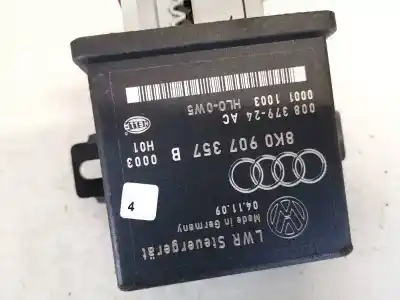 LWR Steuergerät
Made in Germany
04.11.09
8K0 907 357 B
H01
0003
HELLA
008 379-24 AC
0001 1003 HLO-0W5
4